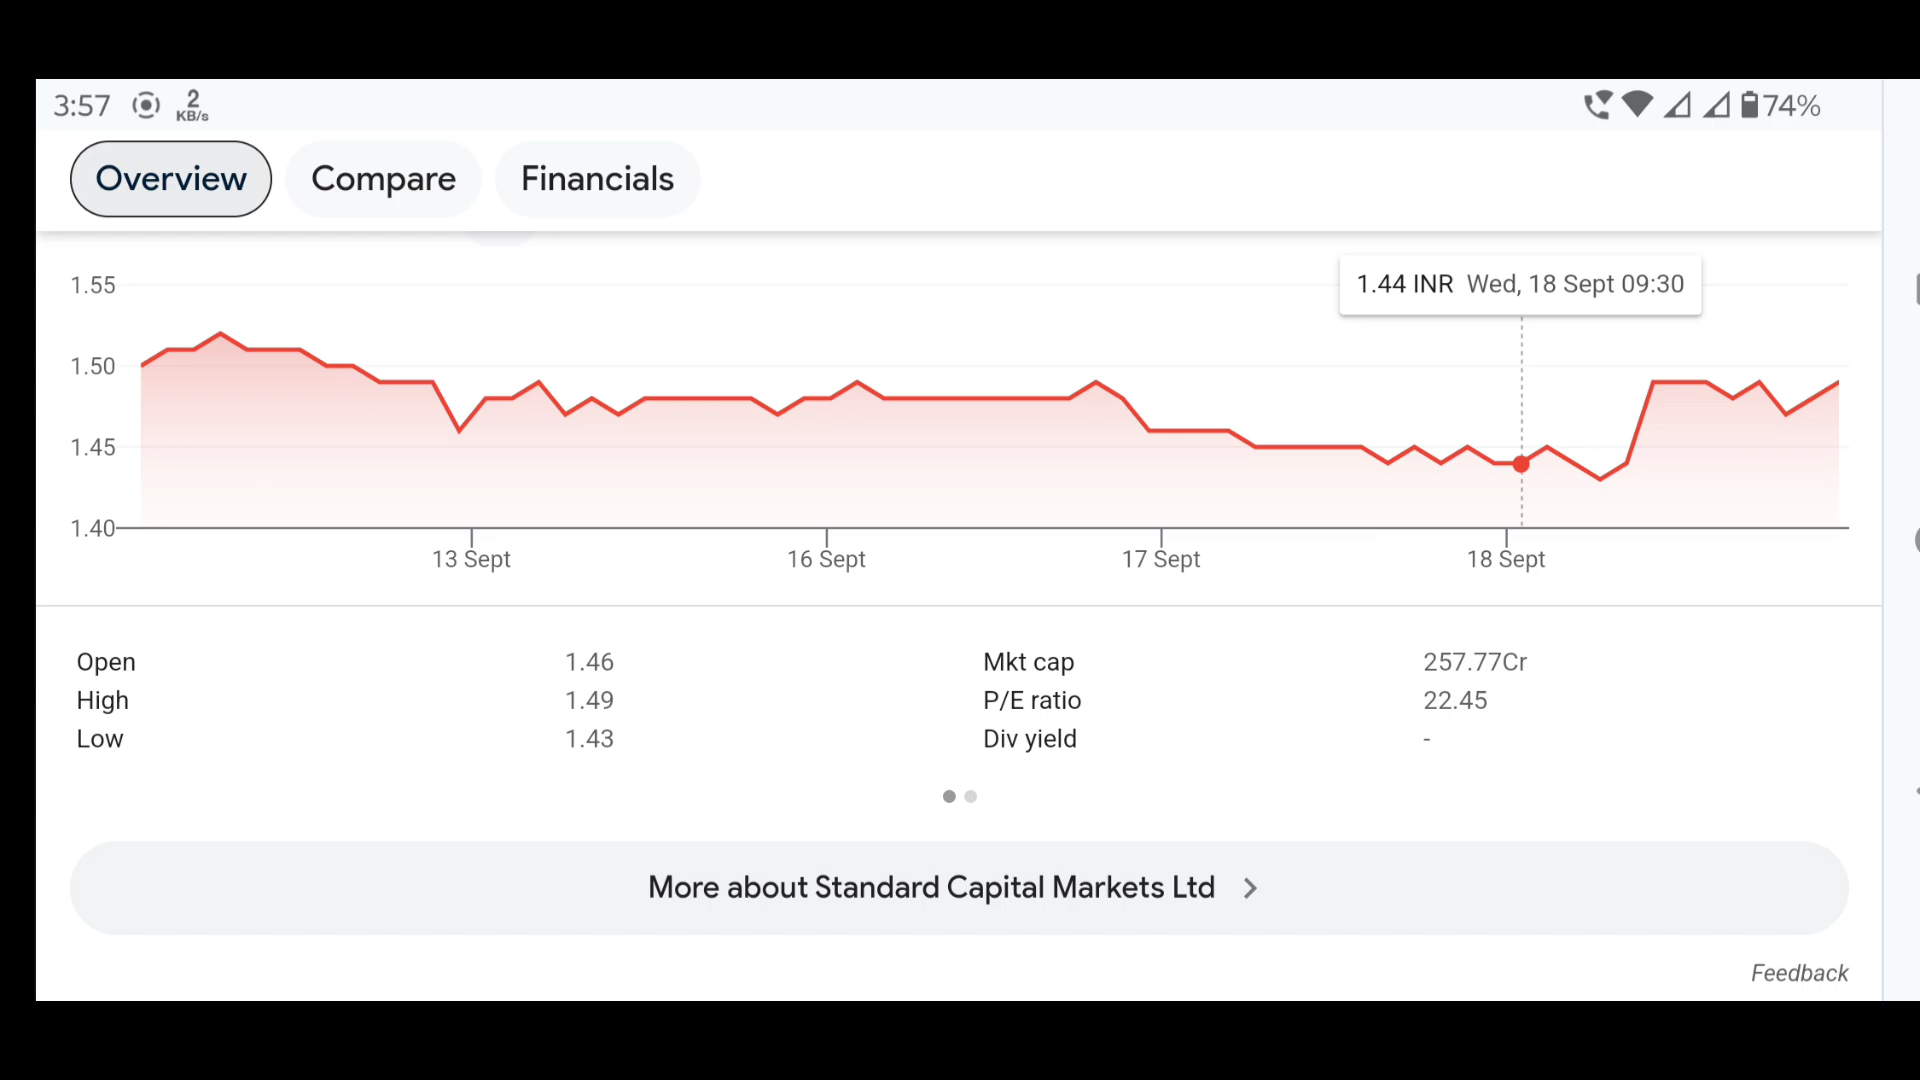 3:57 2 KB/s 74%
Overview Compare Financials
1.44 INR Wed, 18 Sept 09:30
1.55
1.50
1.45
1.40
13 Sept 16 Sept 17 Sept 18 Sept
Open 1.46 Mkt cap 257.77Cr
High 1.49 P/E ratio 22.45
Low 1.43 Div yield -
More about Standard Capital Markets Ltd
Feedback